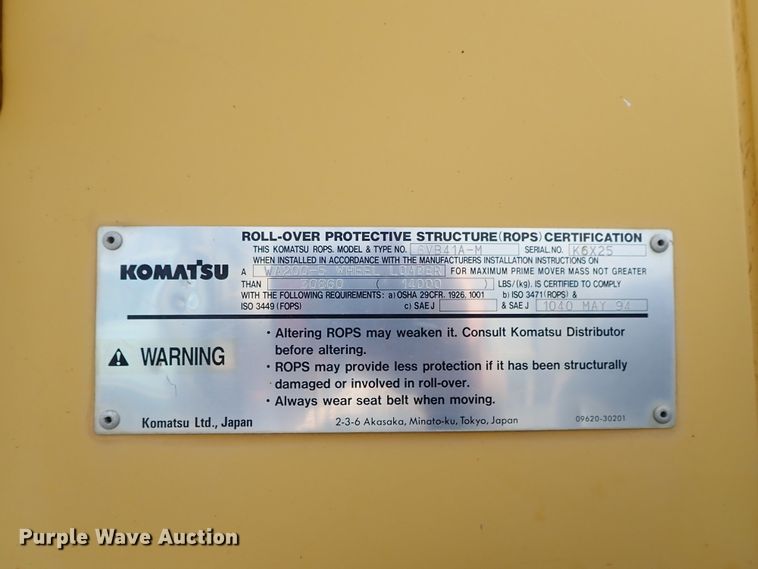 ROLL-OVER PROTECTIVE STRUCTURE(ROPS) CERTIFICATION
THIS KOMATSU ROPS. MODEL & TYPE NO. 6VB41A-M SERIAL NO. K6X25
WHEN INSTALLED IN ACCORDANCE WITH THE MANUFACTURERS INSTALLATION INSTRUCTIONS ON
KOMATSU
A WA200-5 WHEEL LOADER FOR MAXIMUM PRIME MOVER MASS NOT GREATER
THAN ( 14000 ) LBS/(kg). IS CERTIFIED TO COMPLY
WITH THE FOLLOWING REQUIREMENTS: a) OSHA 29CFR. 1926. 1001 b) ISO 3471(ROPS) &
ISO 3449 (FOPS) c) SAE J & SAE J 1040 MAY 94
WARNING
• Altering ROPS may weaken it. Consult Komatsu Distributor
before altering.
• ROPS may provide less protection if it has been structurally
damaged or involved in roll-over.
• Always wear seat belt when moving.
Komatsu Ltd., Japan 2-3-6 Akasaka, Minato-ku, Tokyo, Japan 09620-30201
Purple Wave Auction